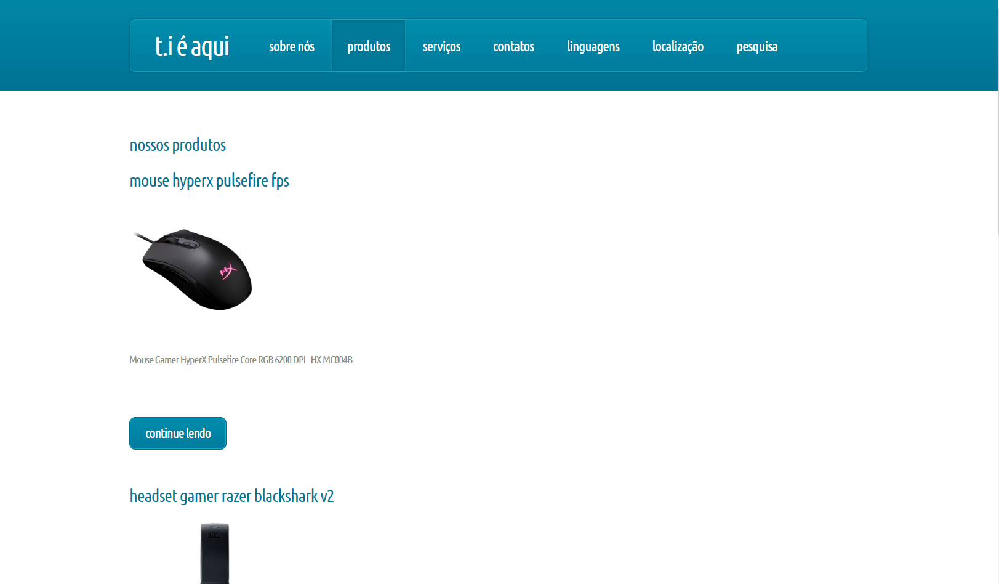 t.i é aqui
sobre nós
produtos
serviços
contatos
linguagens
localização
pesquisa
nossos produtos
mouse hyperx pulsefire fps
HX
Mouse Gamer HyperX Pulsefire Core RGB 6200 DPI - HX-MC004B
continue lendo
headset gamer razer blackshark v2